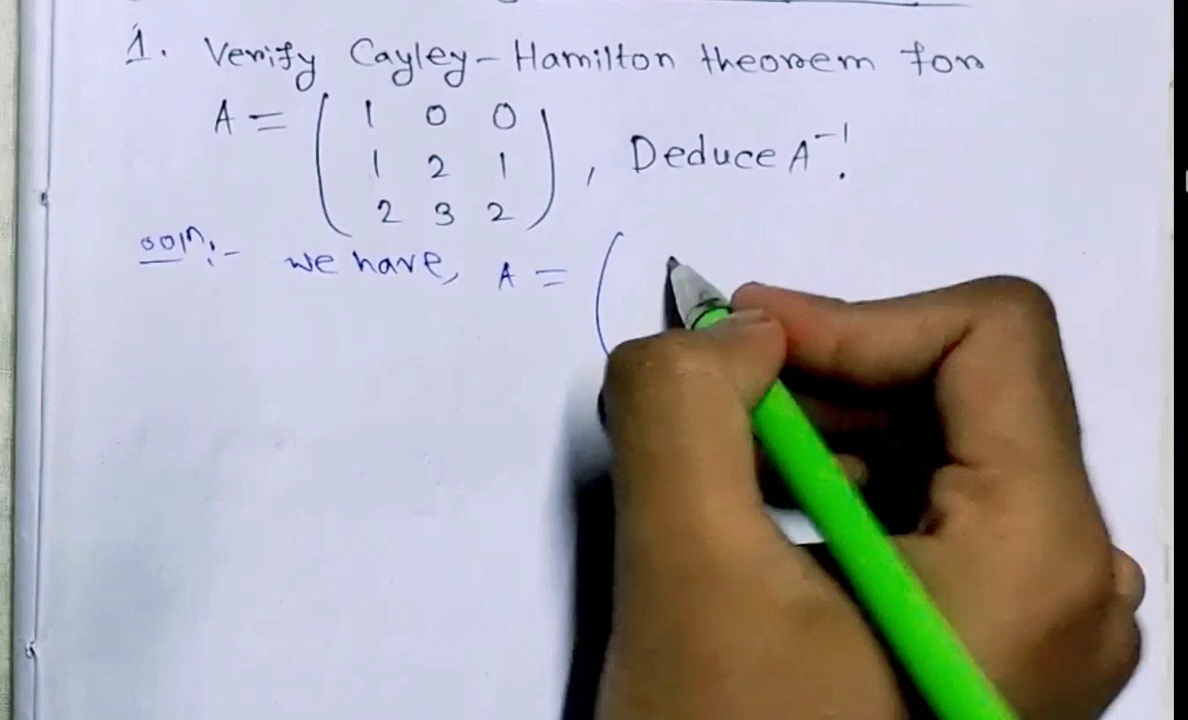 1. Verify Cayley-Hamilton theorem for
A = ( 1 0 0
1 2 1
2 3 2 ) , Deduce A⁻¹.
Soln:- we have, A = (